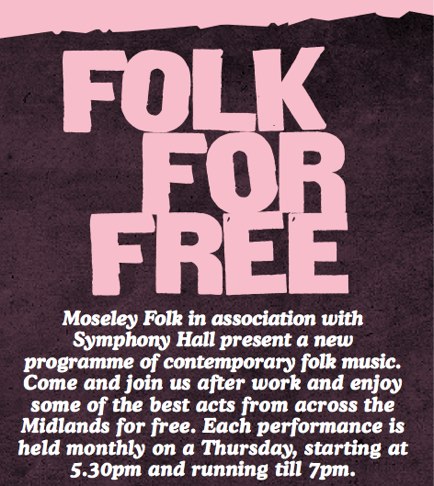 FOLK
FOR
FREE
Moseley Folk in association with
Symphony Hall present a new
programme of contemporary folk music.
Come and join us after work and enjoy
some of the best acts from across the
Midlands for free. Each performance is
held monthly on a Thursday, starting at
5.30pm and running till 7pm.